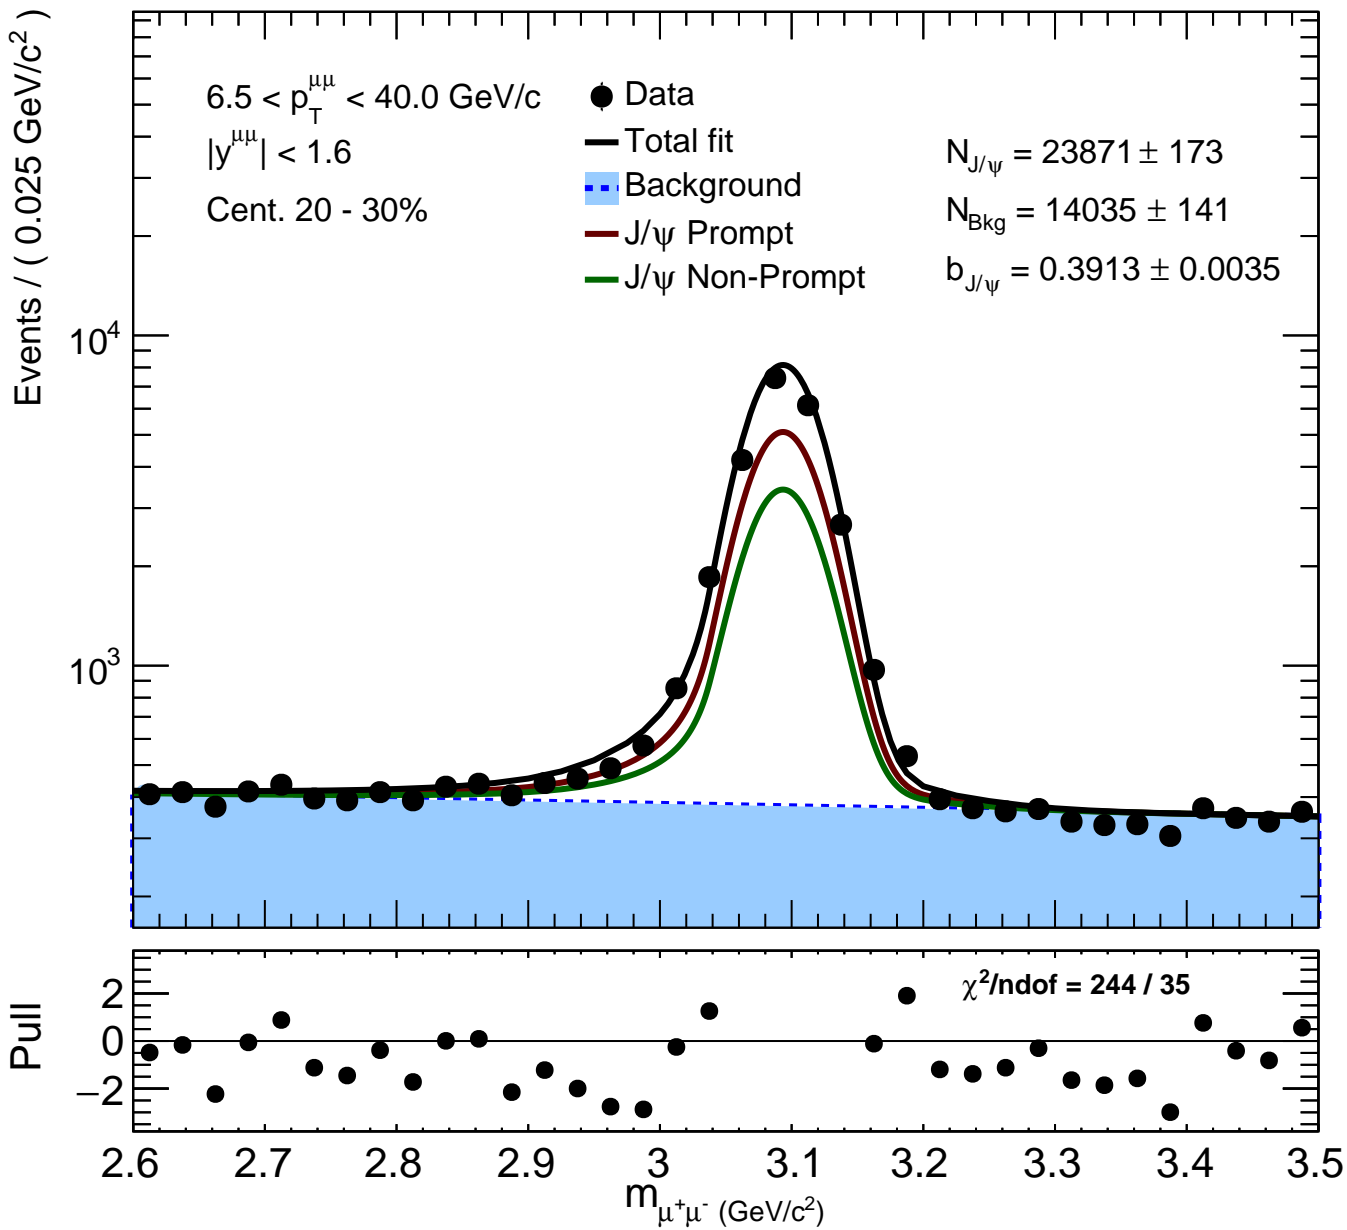 Events / ( 0.025 GeV/c²)
6.5 < p_T^μμ < 40.0 GeV/c
|y^μμ| < 1.6
Cent. 20 - 30%
Data
Total fit
Background
J/ψ Prompt
J/ψ Non-Prompt
N_J/ψ = 23871 ± 173
N_Bkg = 14035 ± 141
b_J/ψ = 0.3913 ± 0.0035
10⁴
10³
Pull
χ²/ndof = 244 / 35
2
0
−2
2.6 2.7 2.8 2.9 3 3.1 3.2 3.3 3.4 3.5
m_μ⁺μ⁻ (GeV/c²)